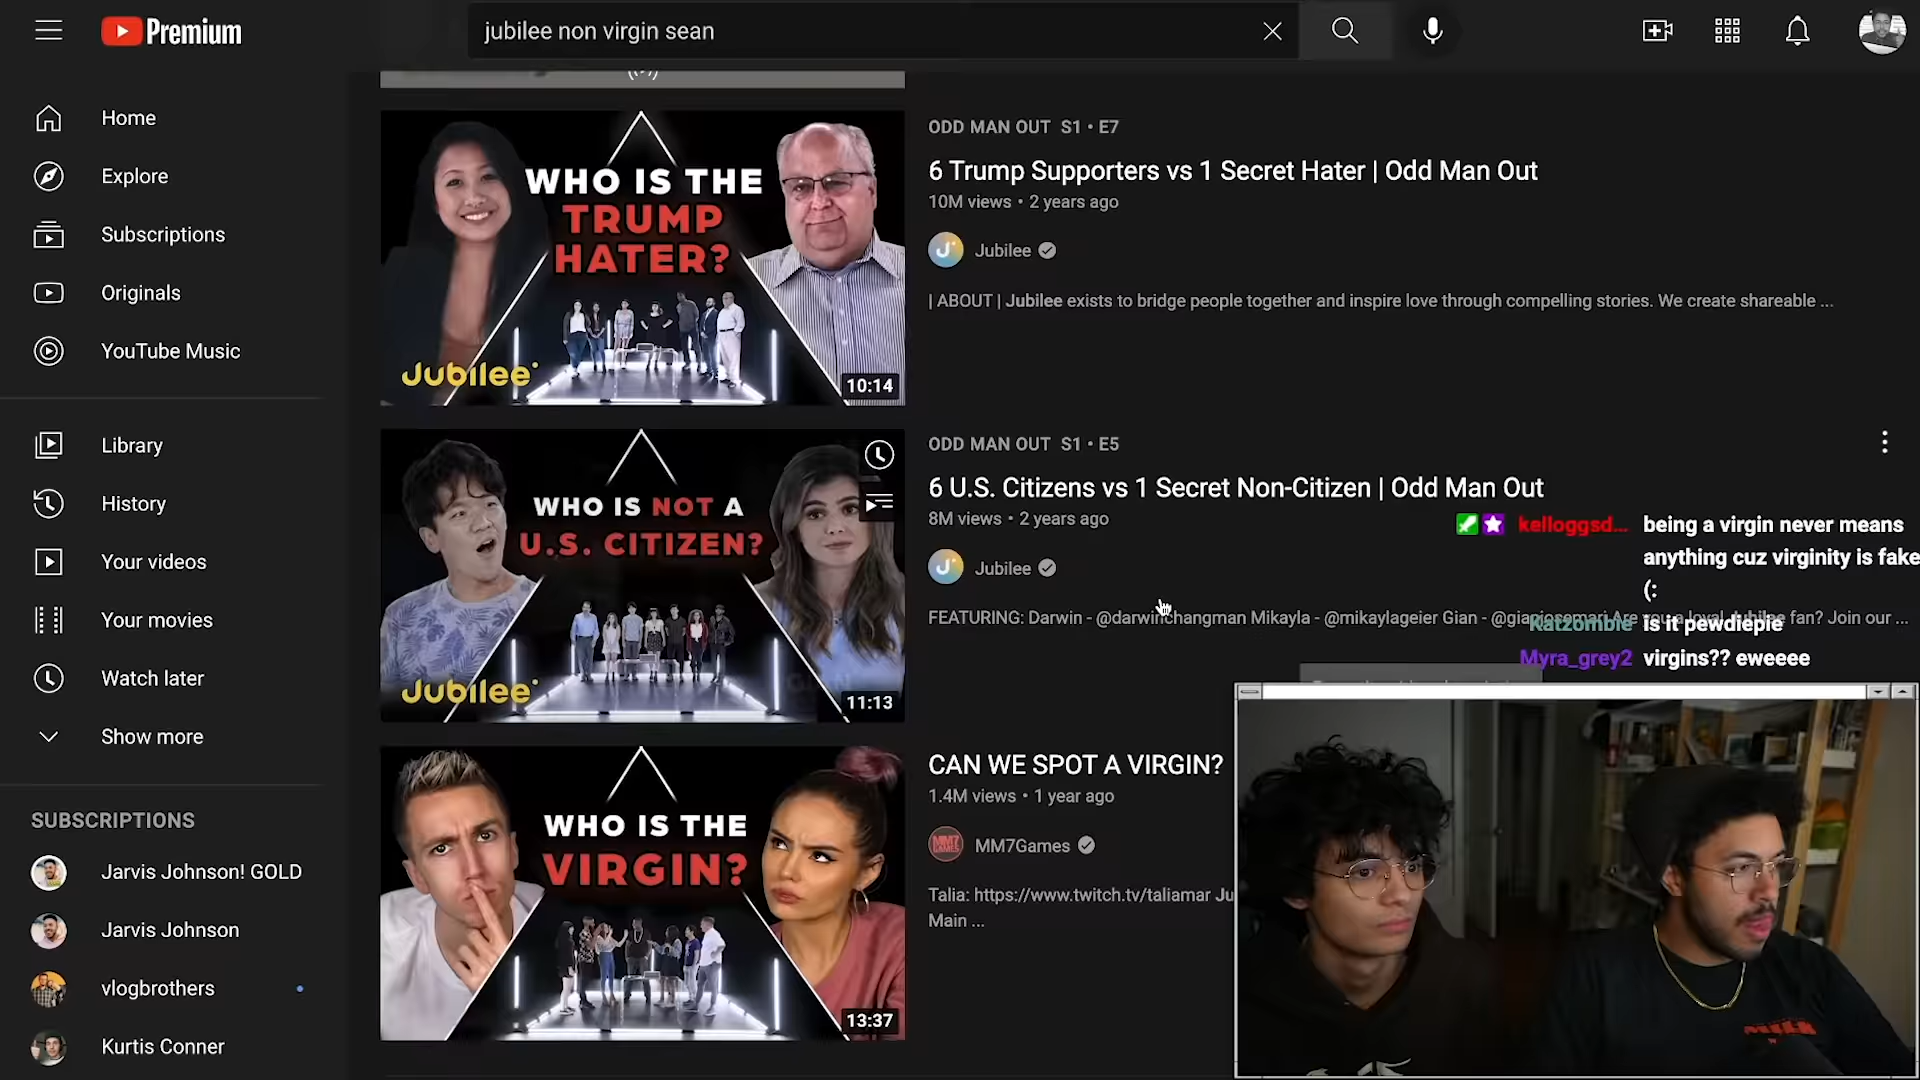 Premium
jubilee non virgin sean
Home
Explore
Subscriptions
Originals
YouTube Music
Library
History
Your videos
Your movies
Watch later
Show more
SUBSCRIPTIONS
Jarvis Johnson! GOLD
Jarvis Johnson
vlogbrothers
Kurtis Conner
WHO IS THE
TRUMP
HATER?
Jubilee
10:14
ODD MAN OUT S1 • E7
6 Trump Supporters vs 1 Secret Hater | Odd Man Out
10M views • 2 years ago
Jubilee
| ABOUT | Jubilee exists to bridge people together and inspire love through compelling stories. We create shareable ...
WHO IS NOT A
U.S. CITIZEN?
Jubilee
11:13
ODD MAN OUT S1 • E5
6 U.S. Citizens vs 1 Secret Non-Citizen | Odd Man Out
8M views • 2 years ago
Jubilee
FEATURING: Darwin - @darwinchangman Mikayla - @mikaylageier Gian - @gianjosemari Are you a loyal Jubilee fan? Join our ...
kelloggsd... being a virgin never means
anything cuz virginity is fake
(:
Katzombie is it pewdiepie
Myra_grey2 virgins?? eweeee
WHO IS THE
VIRGIN?
13:37
CAN WE SPOT A VIRGIN?
1.4M views • 1 year ago
MM7Games
Talia: https://www.twitch.tv/taliamar Ju
Main ...